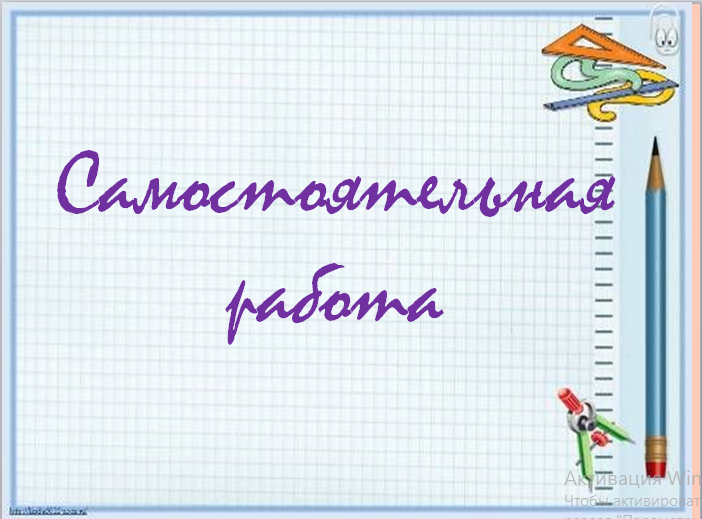 Самостоятельная
работа
Активация Win
Чтобы активироват